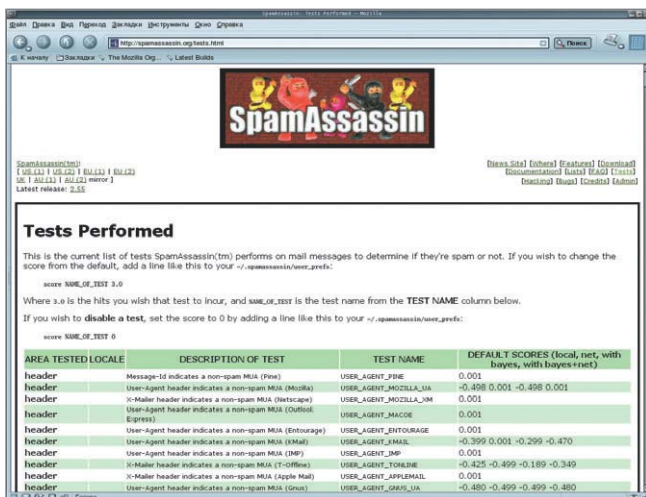 SpamAssassin: Tests Performed - Mozilla
Файл Правка Вид Переход Закладки Инструменты Окно Справка
http://spamassassin.org/tests.html
Поиск
К началу Закладки The Mozilla Org... Latest Builds
SpamAssassin
SpamAssassin(tm):
[ US (1) | US (2) | EU (1) | EU (2)
UK | AU (1) | AU (2) mirror ]
Latest release: 2.55
[News Site] [Where] [Features] [Download]
[Documentation] [Lists] [FAQ] [Tests]
[Hacking] [Bugs] [Credits] [Admin]
Tests Performed
This is the current list of tests SpamAssassin(tm) performs on mail messages to determine if they're spam or not. If you wish to change the
score from the default, add a line like this to your ~/.spamassassin/user_prefs:
score NAME_OF_TEST 3.0
Where 3.0 is the hits you wish that test to incur, and NAME_OF_TEST is the test name from the TEST NAME column below.
If you wish to disable a test, set the score to 0 by adding a line like this to your ~/.spamassassin/user_prefs:
score NAME_OF_TEST 0
AREA TESTED LOCALE DESCRIPTION OF TEST TEST NAME DEFAULT SCORES (local, net, with
bayes, with bayes+net)
header Message-Id indicates a non-spam MUA (Pine) USER_AGENT_PINE 0.001
header User-Agent header indicates a non-spam MUA (Mozilla) USER_AGENT_MOZILLA_UA -0.498 0.001 -0.498 0.001
header X-Mailer header indicates a non-spam MUA (Netscape) USER_AGENT_MOZILLA_XM 0.001
header User-Agent header indicates a non-spam MUA (Outlook
Express) USER_AGENT_MACOE 0.001
header User-Agent header indicates a non-spam MUA (Entourage) USER_AGENT_ENTOURAGE 0.001
header User-Agent header indicates a non-spam MUA (KMail) USER_AGENT_KMAIL -0.399 0.001 -0.299 -0.470
header User-Agent header indicates a non-spam MUA (IMP) USER_AGENT_IMP 0.001
header X-Mailer header indicates a non-spam MUA (T-Offline) USER_AGENT_TONLINE -0.425 -0.499 -0.189 -0.349
header X-Mailer header indicates a non-spam MUA (Apple Mail) USER_AGENT_APPLEMAIL 0.001
header User-Agent header indicates a non-spam MUA (Gnus) USER_AGENT_GNUS_UA -0.480 -0.499 -0.499 -0.480